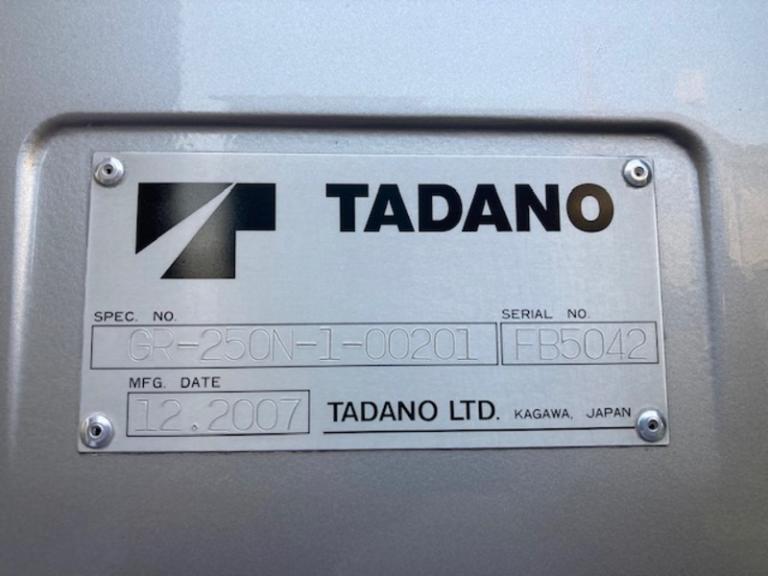 TADANO
SPEC. NO.
SERIAL NO.
GR-250N-1-00201
FB5042
MFG. DATE
12.2007
TADANO LTD. KAGAWA, JAPAN